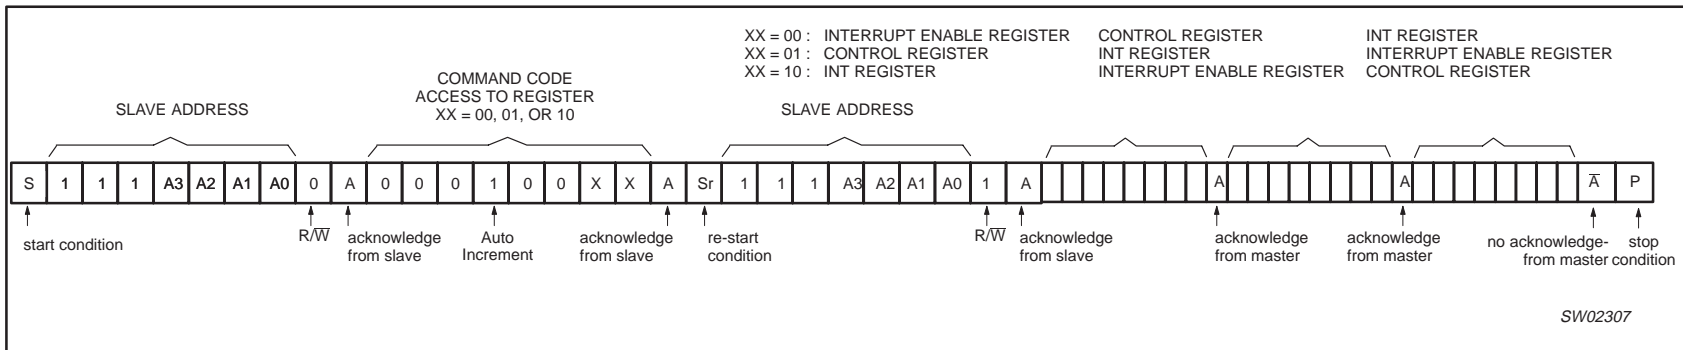 XX = 00 : INTERRUPT ENABLE REGISTER CONTROL REGISTER INT REGISTER
XX = 01 : CONTROL REGISTER INT REGISTER INTERRUPT ENABLE REGISTER
XX = 10 : INT REGISTER INTERRUPT ENABLE REGISTER CONTROL REGISTER
COMMAND CODE
ACCESS TO REGISTER
XX = 00, 01, OR 10
SLAVE ADDRESS SLAVE ADDRESS
S 1 1 1 A3 A2 A1 A0 0 A 0 0 0 1 0 0 X X A Sr 1 1 1 A3 A2 A1 A0 1 A A A A̅ P
start condition
R/W̅
acknowledge
from slave
Auto
Increment
acknowledge
from slave
re-start
condition
R/W̅
acknowledge
from slave
acknowledge
from master
acknowledge
from master
no acknowledge-
from master
stop
condition
SW02307